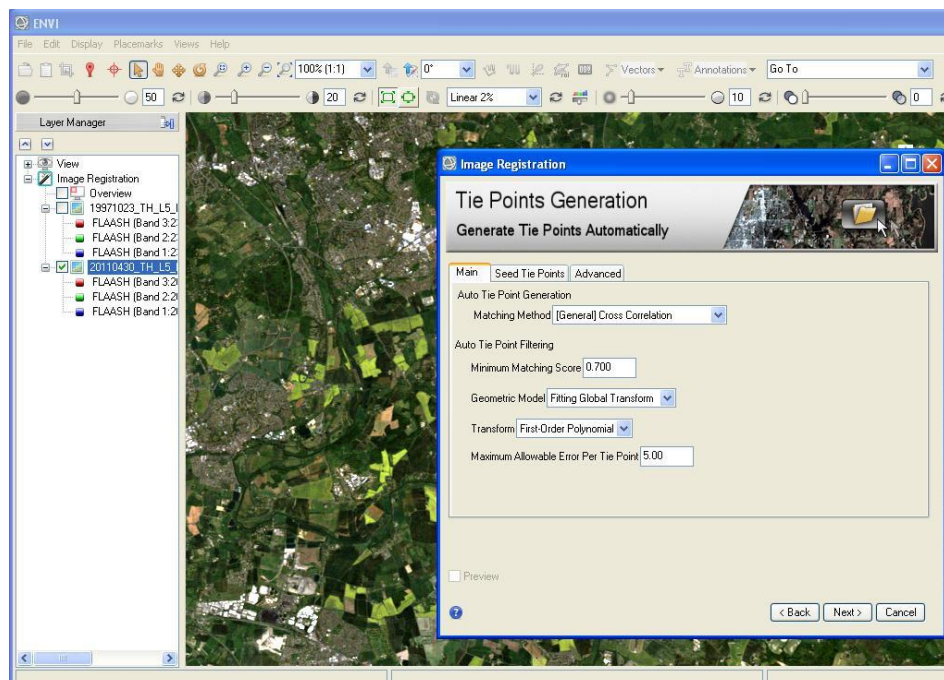 ENVI
File Edit Display Placemarks Views Help
100% (1:1) 0° Vectors Annotations Go To
50 20 Linear 2% 10 0
Layer Manager
View
Image Registration
Overview
19971023_TH_L5_
FLAASH (Band 3:2
FLAASH (Band 2:2
FLAASH (Band 1:2
20110430_TH_L5_
FLAASH (Band 3:20
FLAASH (Band 2:20
FLAASH (Band 1:20
Image Registration
Tie Points Generation
Generate Tie Points Automatically
Main Seed Tie Points Advanced
Auto Tie Point Generation
Matching Method [General] Cross Correlation
Auto Tie Point Filtering
Minimum Matching Score 0.700
Geometric Model Fitting Global Transform
Transform First-Order Polynomial
Maximum Allowable Error Per Tie Point 5.00
Preview
< Back Next > Cancel